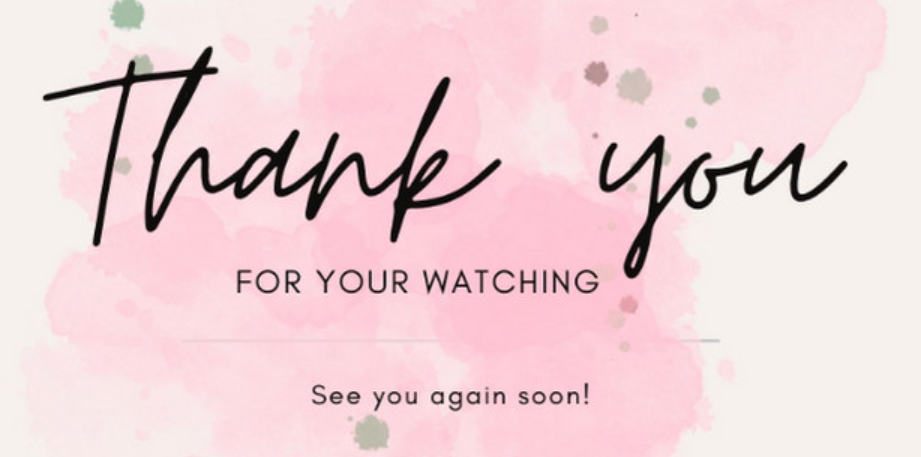 Thank you
FOR YOUR WATCHING
See you again soon!